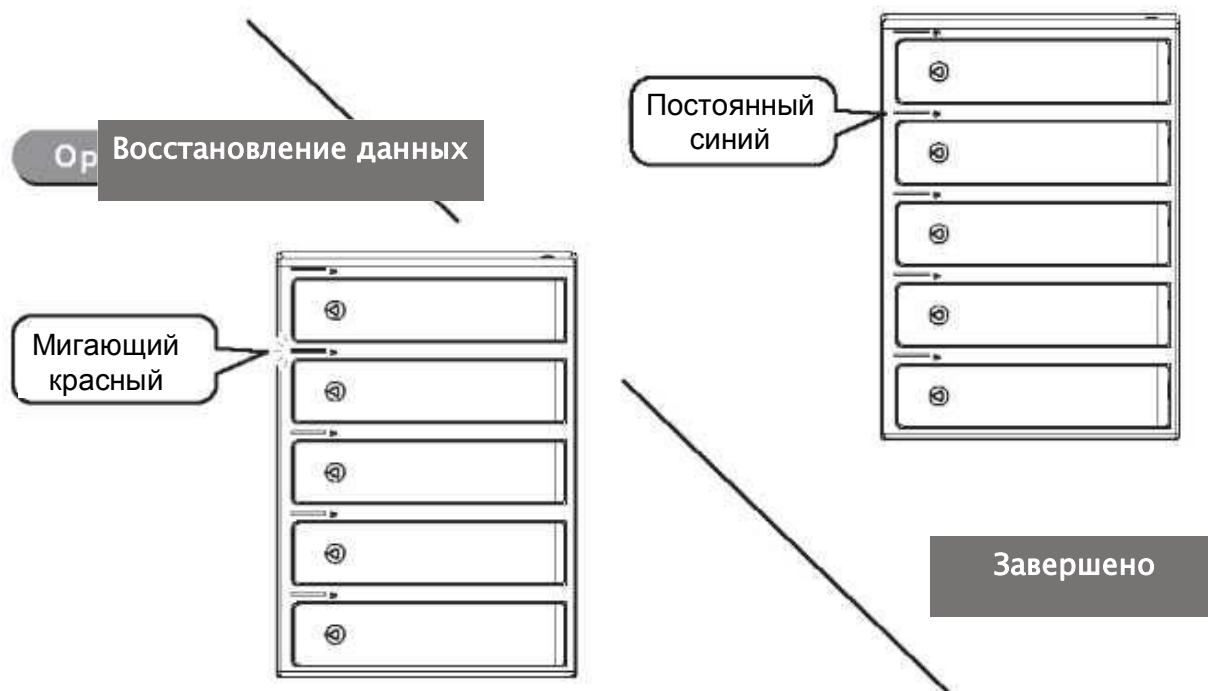 Восстановление данных
Постоянный
синий
Мигающий
красный
Завершено